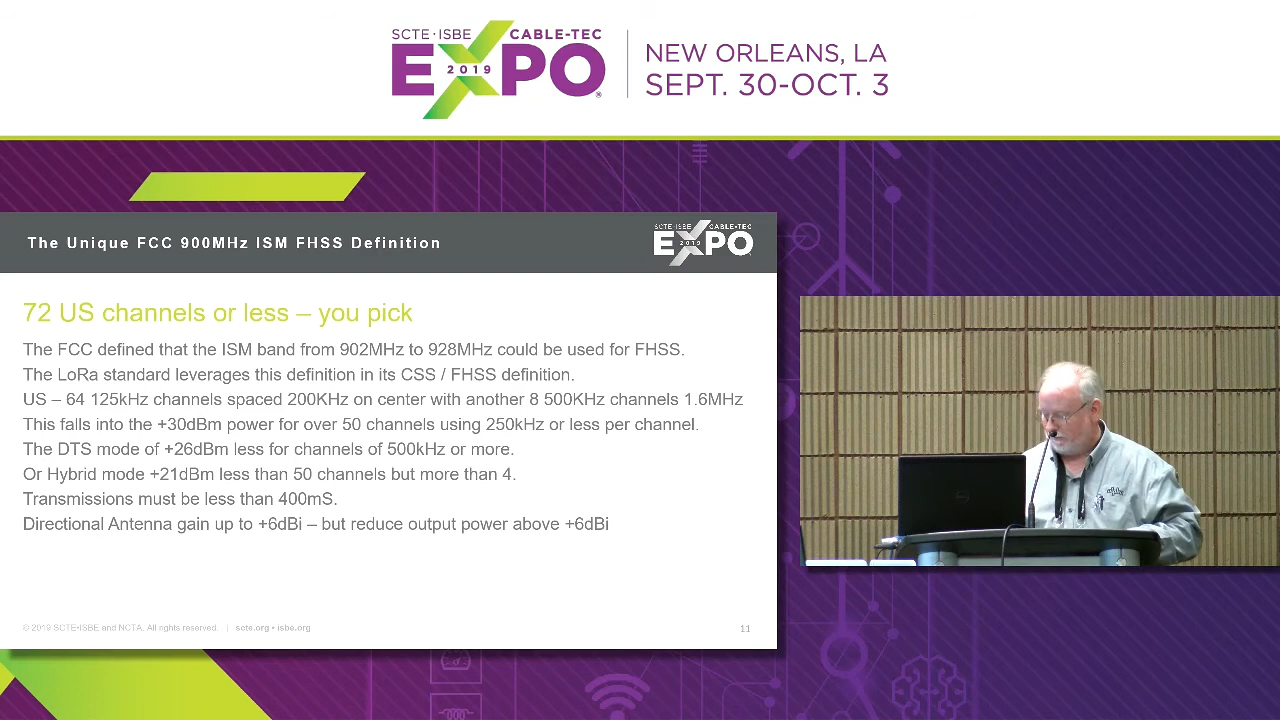 SCTE•ISBE CABLE-TEC
EXPO
2019
®
NEW ORLEANS, LA
SEPT. 30-OCT. 3
The Unique FCC 900MHz ISM FHSS Definition
SCTE•ISBE CABLE-TEC
EXPO
2019
72 US channels or less – you pick
The FCC defined that the ISM band from 902MHz to 928MHz could be used for FHSS.
The LoRa standard leverages this definition in its CSS / FHSS definition.
US – 64 125kHz channels spaced 200KHz on center with another 8 500KHz channels 1.6MHz
This falls into the +30dBm power for over 50 channels using 250kHz or less per channel.
The DTS mode of +26dBm less for channels of 500kHz or more.
Or Hybrid mode +21dBm less than 50 channels but more than 4.
Transmissions must be less than 400mS.
Directional Antenna gain up to +6dBi – but reduce output power above +6dBi
© 2019 SCTE•ISBE and NCTA. All rights reserved. | scte.org • isbe.org
11